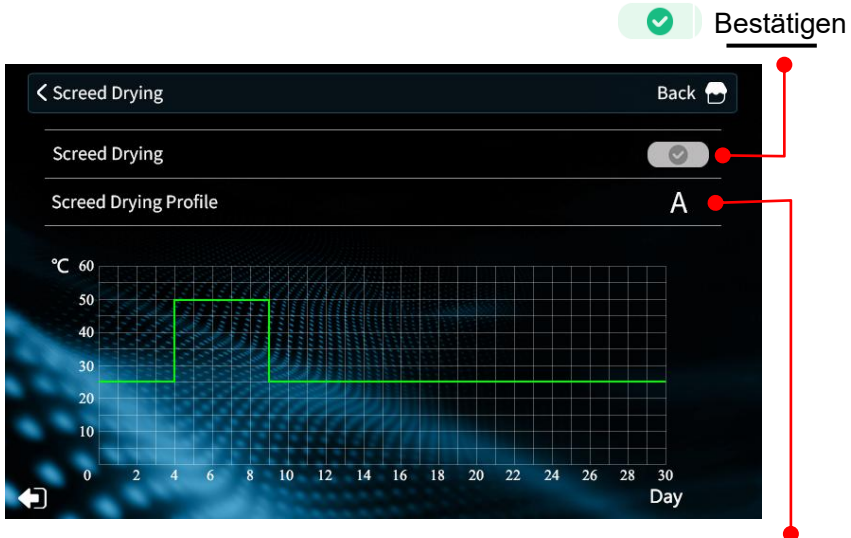 Bestätigen
Screed Drying Back
Screed Drying
Screed Drying Profile A
℃ 60
50
40
30
20
10
0 2 4 6 8 10 12 14 16 18 20 22 24 26 28 30
Day